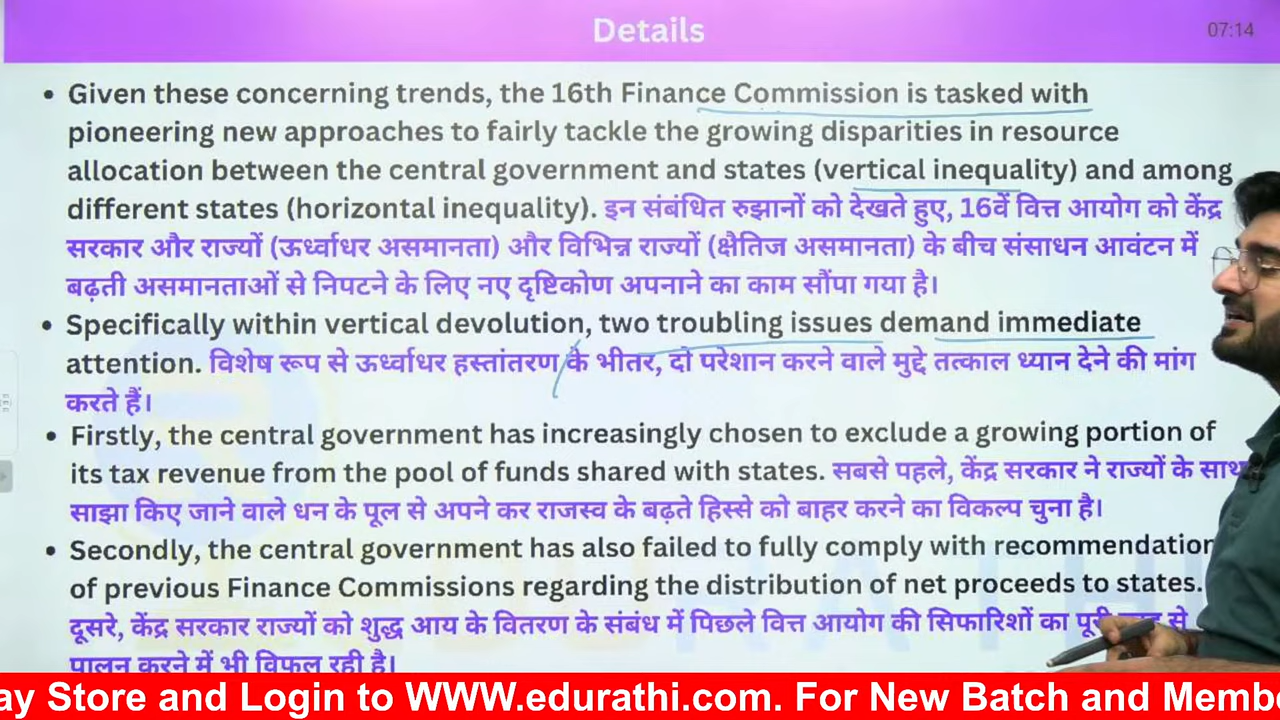 Details
07:14
• Given these concerning trends, the 16th Finance Commission is tasked with
pioneering new approaches to fairly tackle the growing disparities in resource
allocation between the central government and states (vertical inequality) and among
different states (horizontal inequality). इन संबंधित रुझानों को देखते हुए, 16वें वित्त आयोग को केंद्र
सरकार और राज्यों (ऊर्ध्वाधर असमानता) और विभिन्न राज्यों (क्षैतिज असमानता) के बीच संसाधन आवंटन में
बढ़ती असमानताओं से निपटने के लिए नए दृष्टिकोण अपनाने का काम सौंपा गया है।
• Specifically within vertical devolution, two troubling issues demand immediate
attention. विशेष रूप से ऊर्ध्वाधर हस्तांतरण के भीतर, दो परेशान करने वाले मुद्दे तत्काल ध्यान देने की मांग
करते हैं।
• Firstly, the central government has increasingly chosen to exclude a growing portion of
its tax revenue from the pool of funds shared with states. सबसे पहले, केंद्र सरकार ने राज्यों के साथ
साझा किए जाने वाले धन के पूल से अपने कर राजस्व के बढ़ते हिस्से को बाहर करने का विकल्प चुना है।
• Secondly, the central government has also failed to fully comply with recommendation
of previous Finance Commissions regarding the distribution of net proceeds to states.
दूसरे, केंद्र सरकार राज्यों को शुद्ध आय के वितरण के संबंध में पिछले वित्त आयोग की सिफारिशों का से
पालन करने में भी विफल रही है।
ay Store and Login to WWW.edurathi.com. For New Batch and Memb